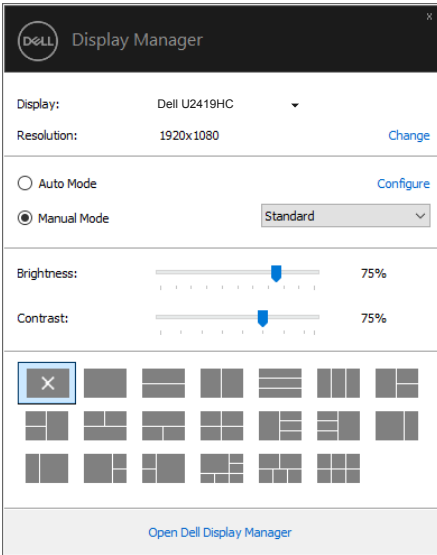 x
DELL Display Manager
Display: Dell U2419HC
Resolution: 1920x1080 Change
Auto Mode Configure
Manual Mode Standard
Brightness: 75%
Contrast: 75%
Open Dell Display Manager